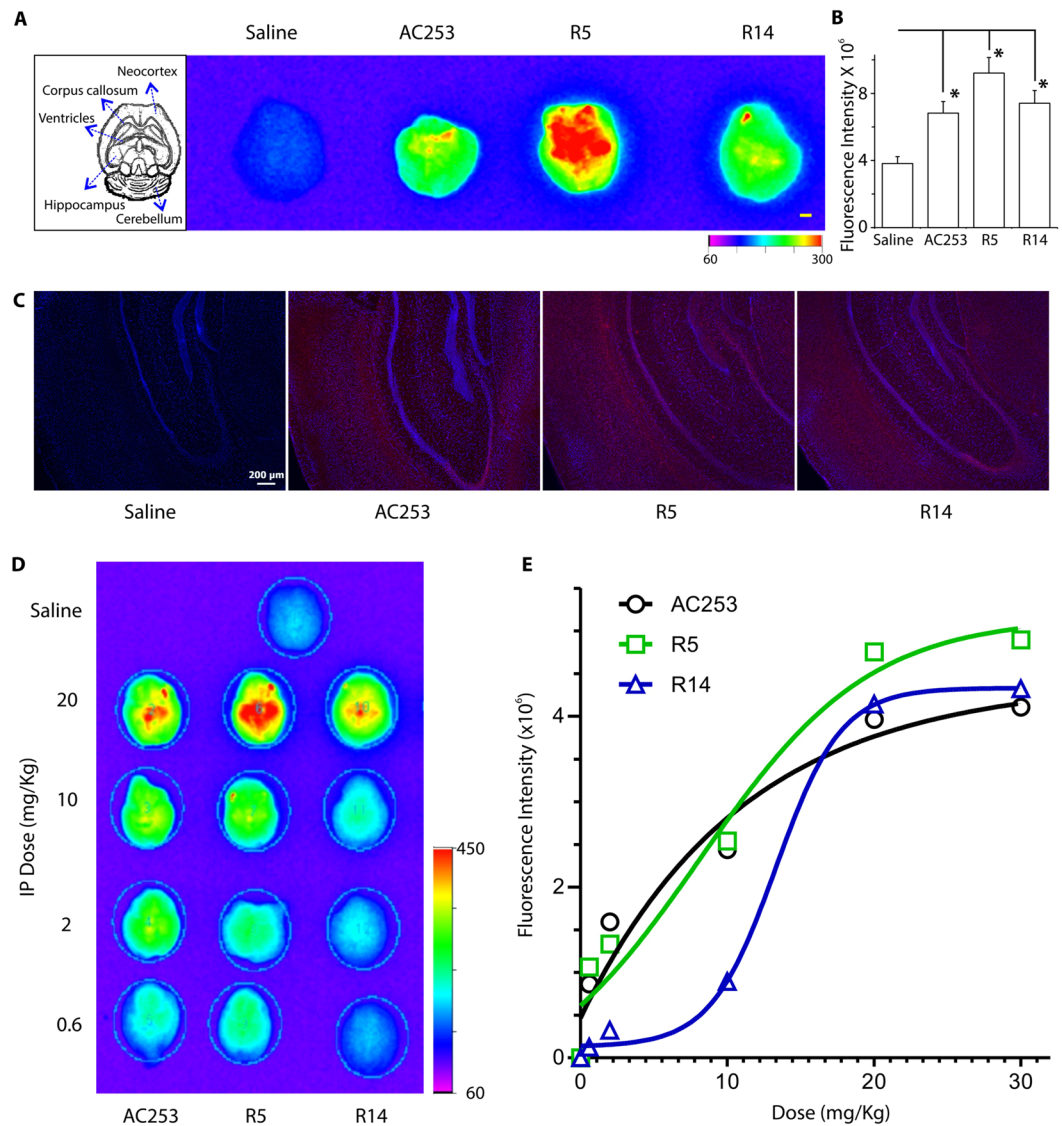 A
Saline
AC253
R5
R14
Neocortex
Corpus callosum
Ventricles
Hippocampus
Cerebellum
60
300
B
Fluorescence Intensity X 10⁶
8
4
0
Saline
AC253
R5
R14
*
*
*
C
200 µm
Saline
AC253
R5
R14
D
IP Dose (mg/Kg)
Saline
20
10
2
0.6
AC253
R5
R14
450
60
E
AC253
R5
R14
Fluorescence Intensity (x10⁶)
4
2
0
0
10
20
30
Dose (mg/Kg)